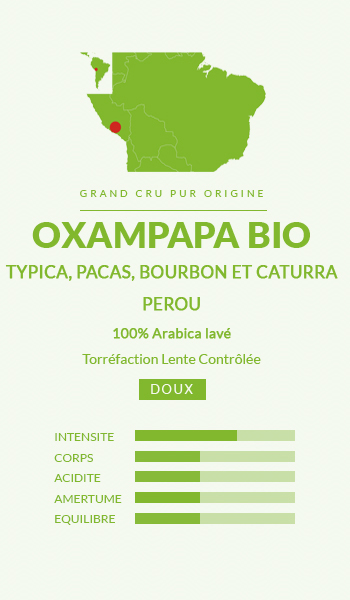 GRAND CRU PUR ORIGINE
OXAMPAPA BIO
TYPICA, PACAS, BOURBON ET CATURRA
PEROU
100% Arabica lavé
Torréfaction Lente Contrôlée
DOUX
INTENSITE
CORPS
ACIDITE
AMERTUME
EQUILIBRE